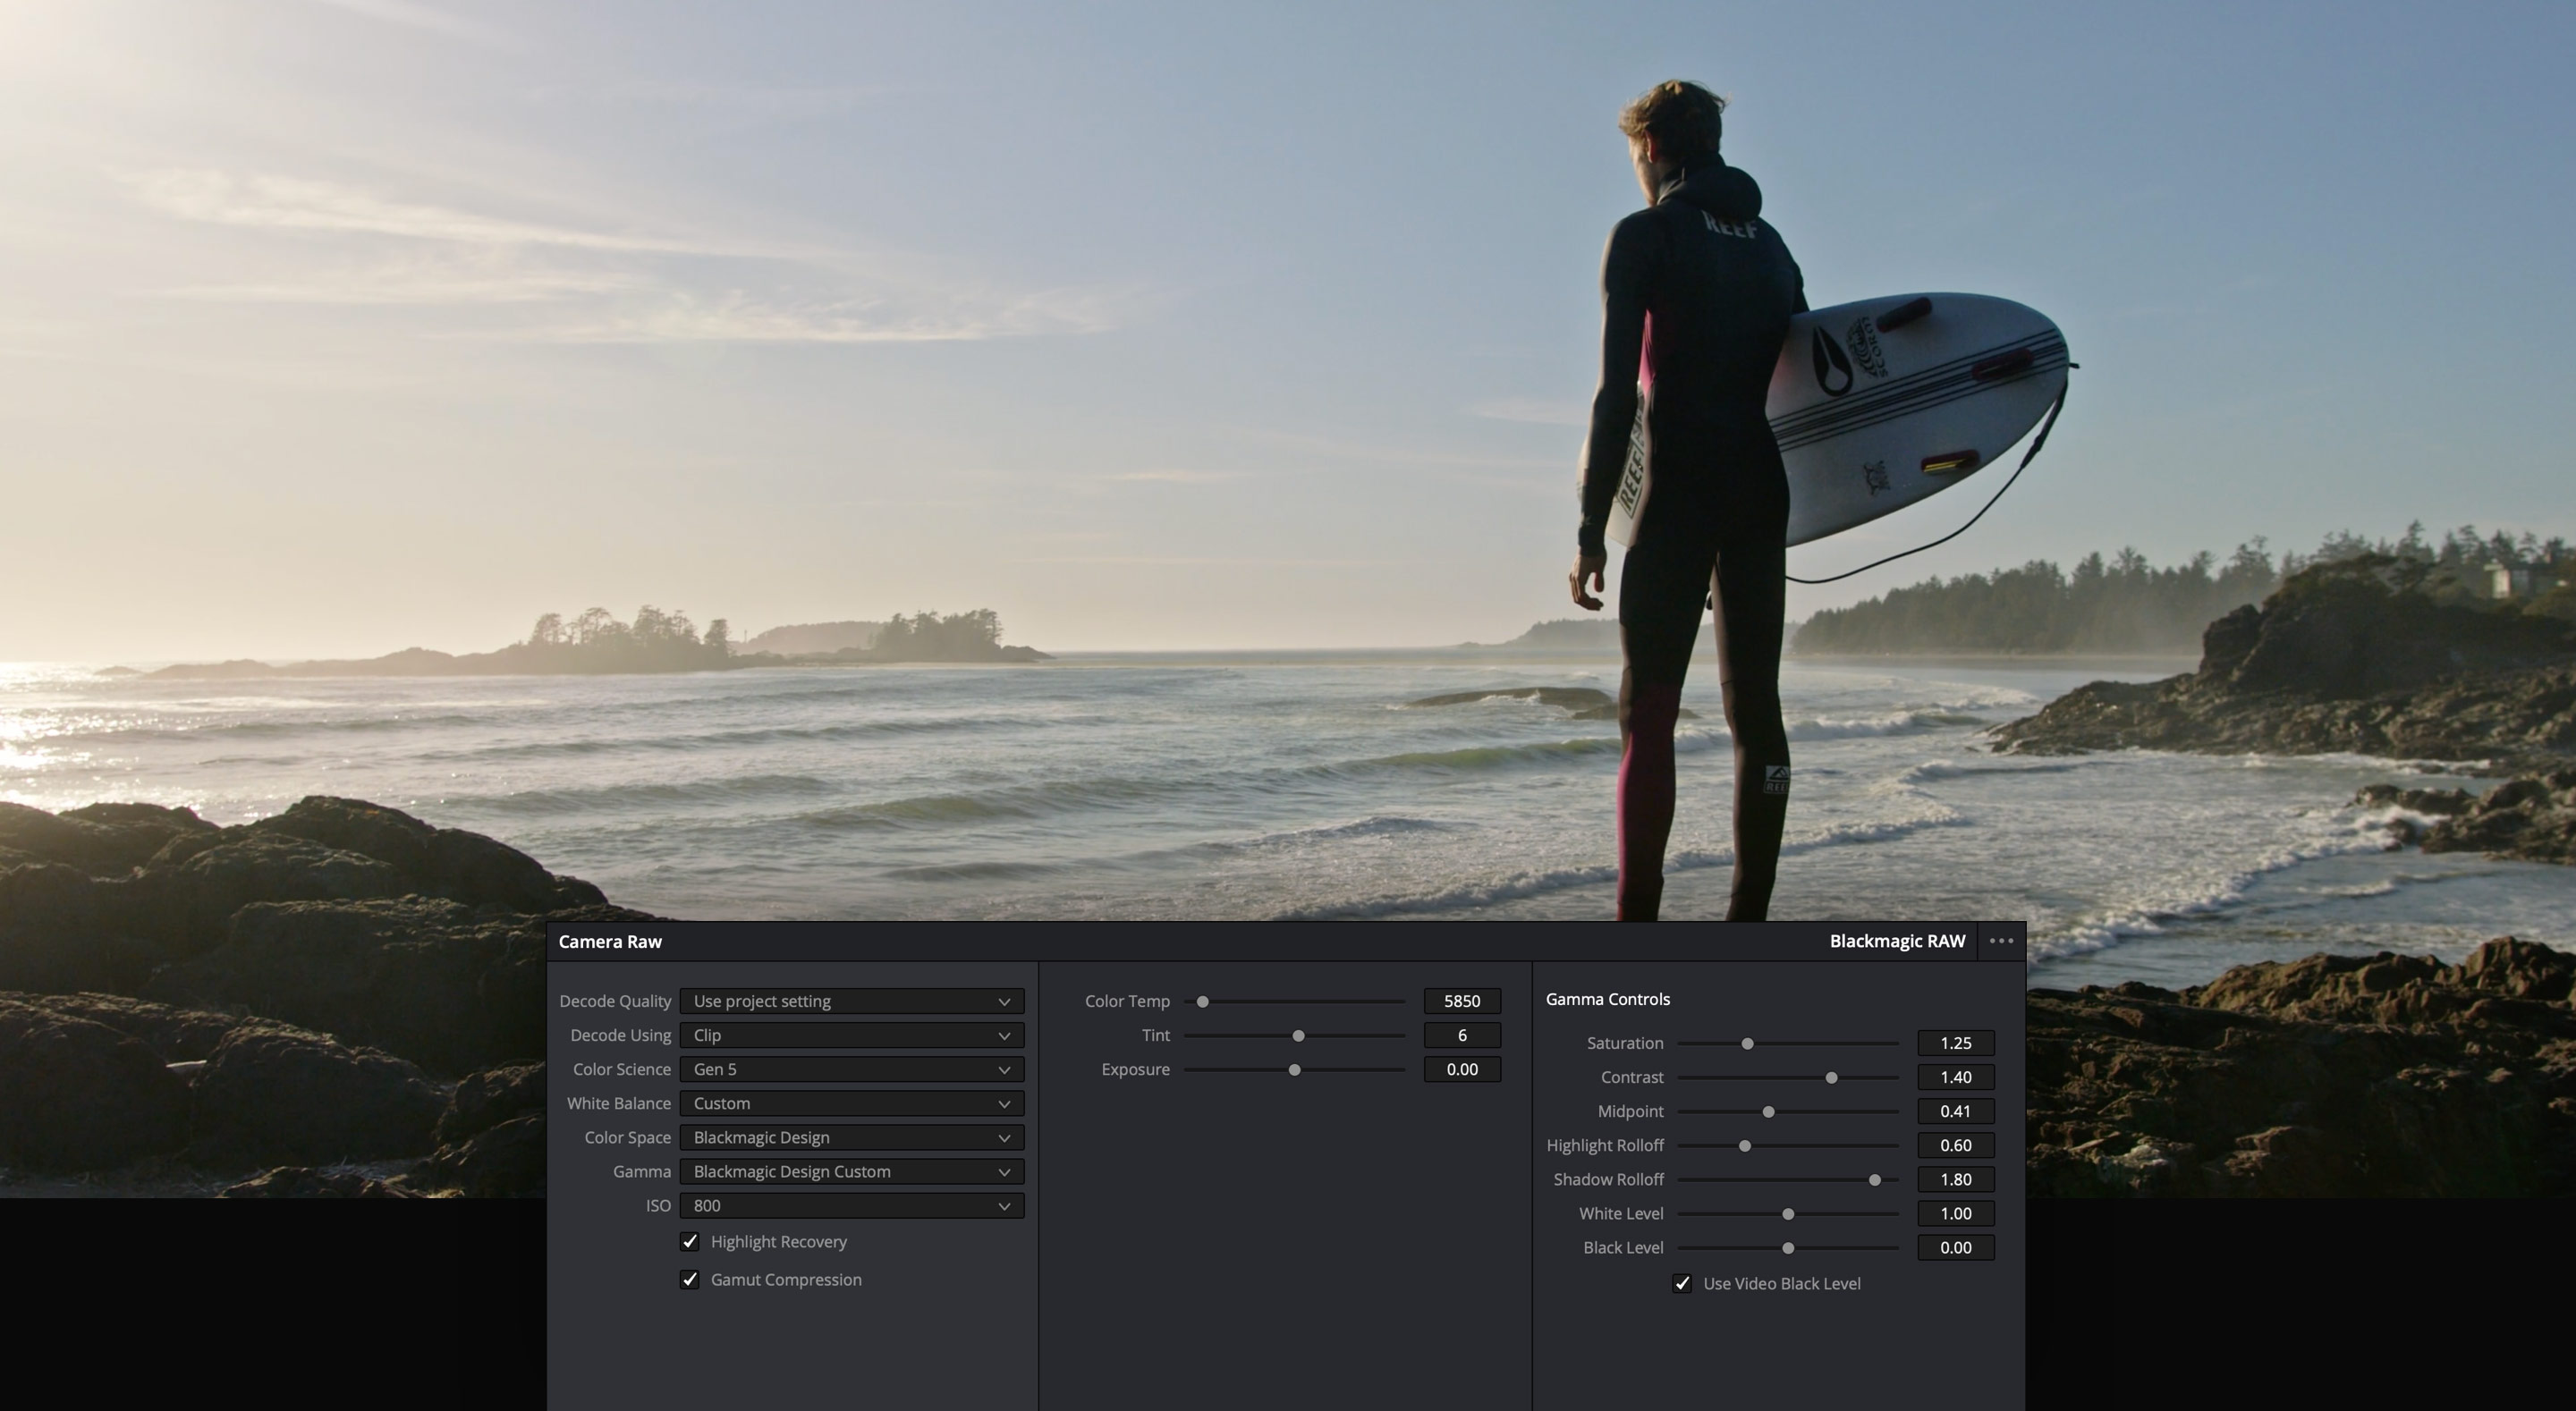 REEF
SCORE
REEF
REEF
Camera Raw
Blackmagic RAW
Decode Quality Use project setting
Decode Using Clip
Color Science Gen 5
White Balance Custom
Color Space Blackmagic Design
Gamma Blackmagic Design Custom
ISO 800
Highlight Recovery
Gamut Compression
Color Temp 5850
Tint 6
Exposure 0.00
Gamma Controls
Saturation 1.25
Contrast 1.40
Midpoint 0.41
Highlight Rolloff 0.60
Shadow Rolloff 1.80
White Level 1.00
Black Level 0.00
Use Video Black Level